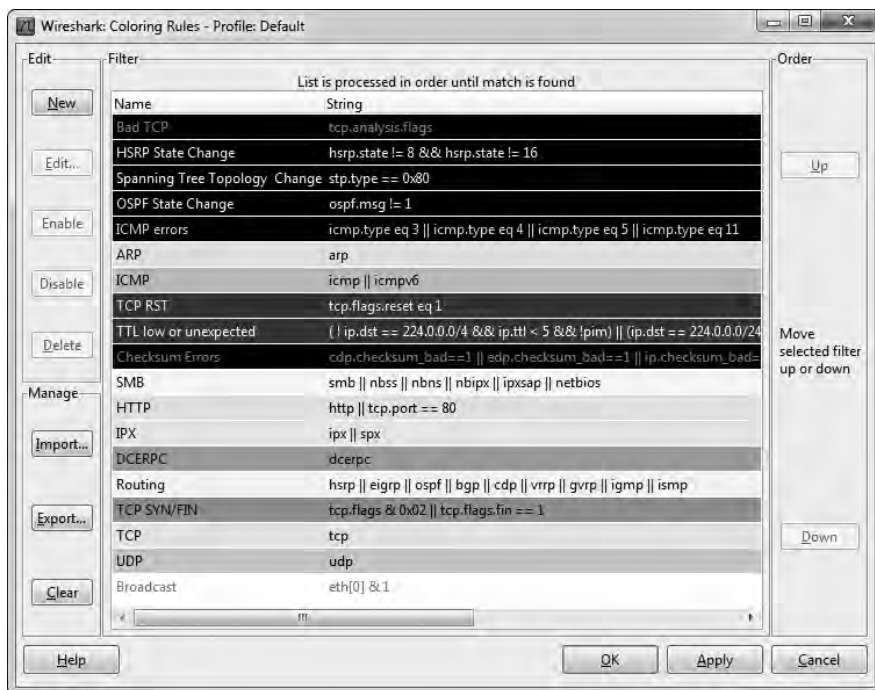 Wireshark: Coloring Rules - Profile: Default
Edit
Filter
Order
List is processed in order until match is found
New
Edit...
Enable
Disable
Delete
Manage
Import...
Export...
Clear
Name String
Bad TCP tcp.analysis.flags
HSRP State Change hsrp.state != 8 && hsrp.state != 16
Spanning Tree Topology Change stp.type == 0x80
OSPF State Change ospf.msg != 1
ICMP errors icmp.type eq 3 || icmp.type eq 4 || icmp.type eq 5 || icmp.type eq 11
ARP arp
ICMP icmp || icmpv6
TCP RST tcp.flags.reset eq 1
TTL low or unexpected ( ! ip.dst == 224.0.0.0/4 && ip.ttl < 5 && !pim) || (ip.dst == 224.0.0.0/24
Checksum Errors cdp.checksum_bad==1 || edp.checksum_bad==1 || ip.checksum_bad=
SMB smb || nbss || nbns || nbipx || ipxsap || netbios
HTTP http || tcp.port == 80
IPX ipx || spx
DCERPC dcerpc
Routing hsrp || eigrp || ospf || bgp || cdp || vrrp || gvrp || igmp || ismp
TCP SYN/FIN tcp.flags & 0x02 || tcp.flags.fin == 1
TCP tcp
UDP udp
Broadcast eth[0] & 1
Up
Move
selected filter
up or down
Down
Help
OK
Apply
Cancel